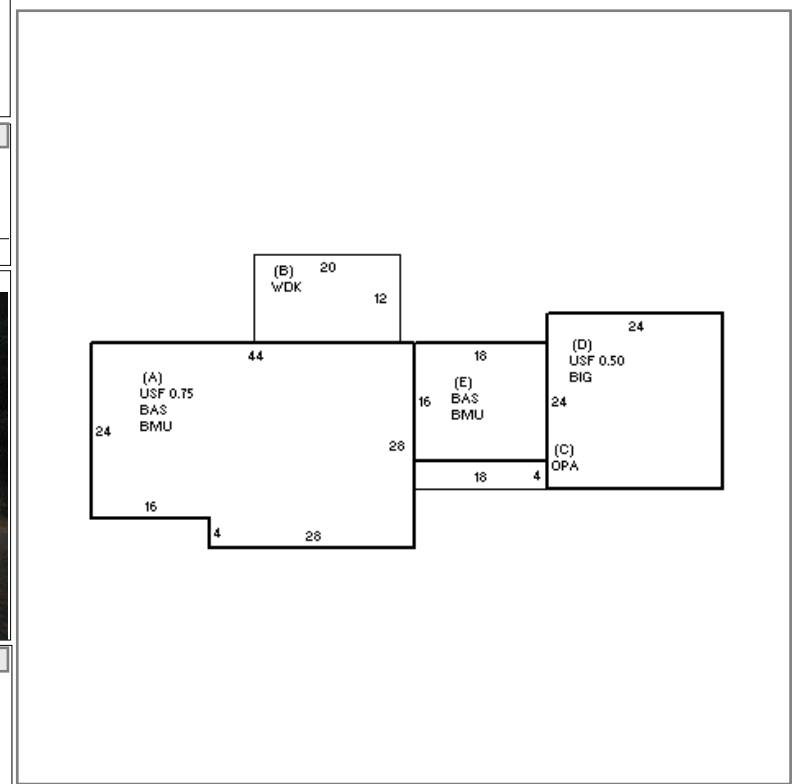 (B)
WDK
20
12
44
(A)
USF 0.75
BAS
BMU
24
28
16
4
28
18
(E)
BAS
BMU
16
18
4
24
(D)
USF 0.50
BIG
24
(C)
OPA